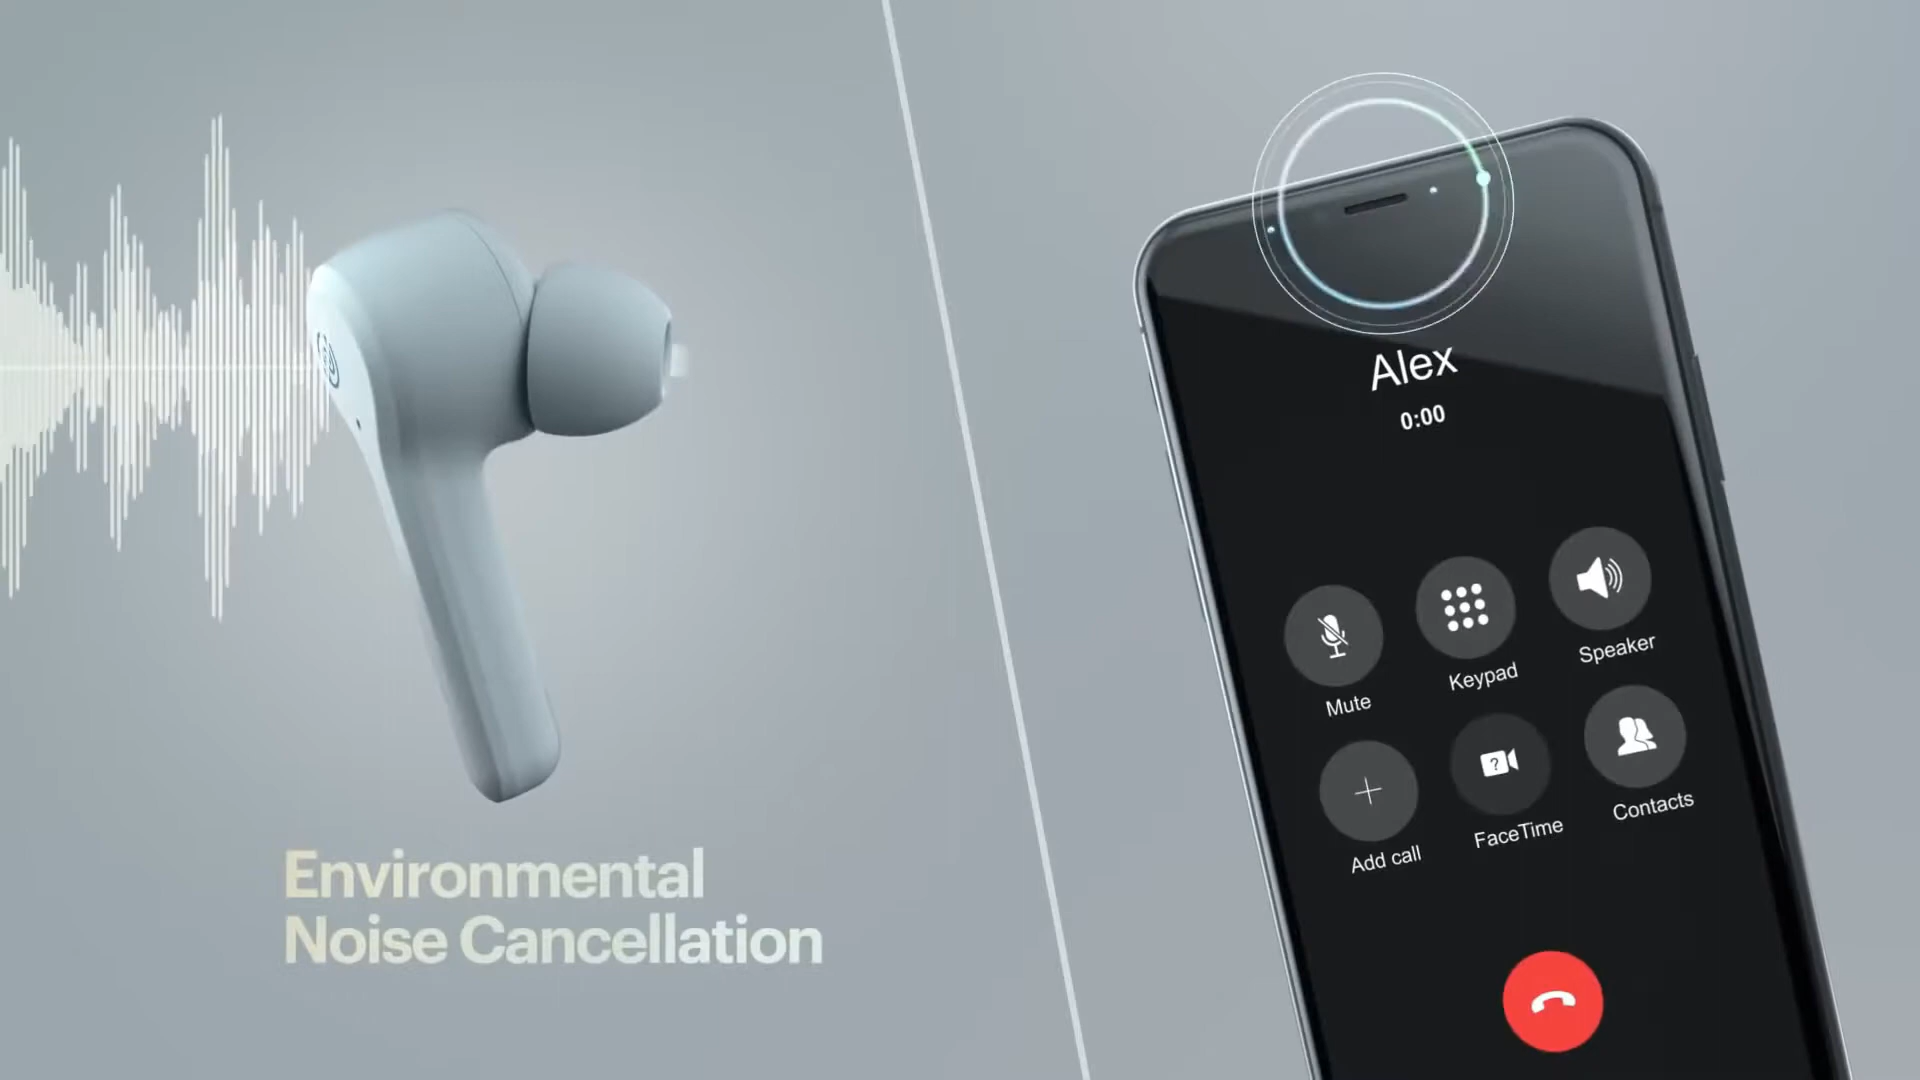 Environmental
Noise Cancellation
Alex
0:00
Mute
Keypad
Speaker
Add call
?
FaceTime
Contacts